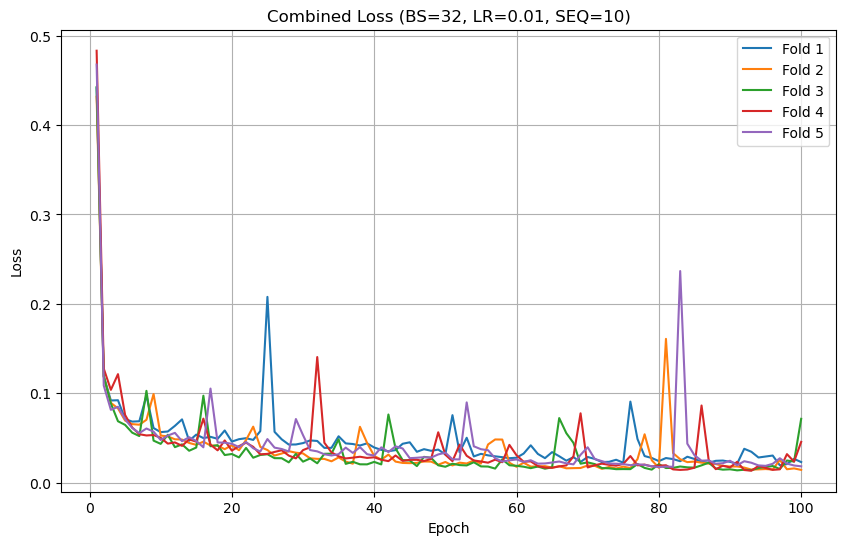 Combined Loss (BS=32, LR=0.01, SEQ=10)
Loss
0.5
0.4
0.3
0.2
0.1
0.0
Fold 1
Fold 2
Fold 3
Fold 4
Fold 5
0
20
40
60
80
100
Epoch